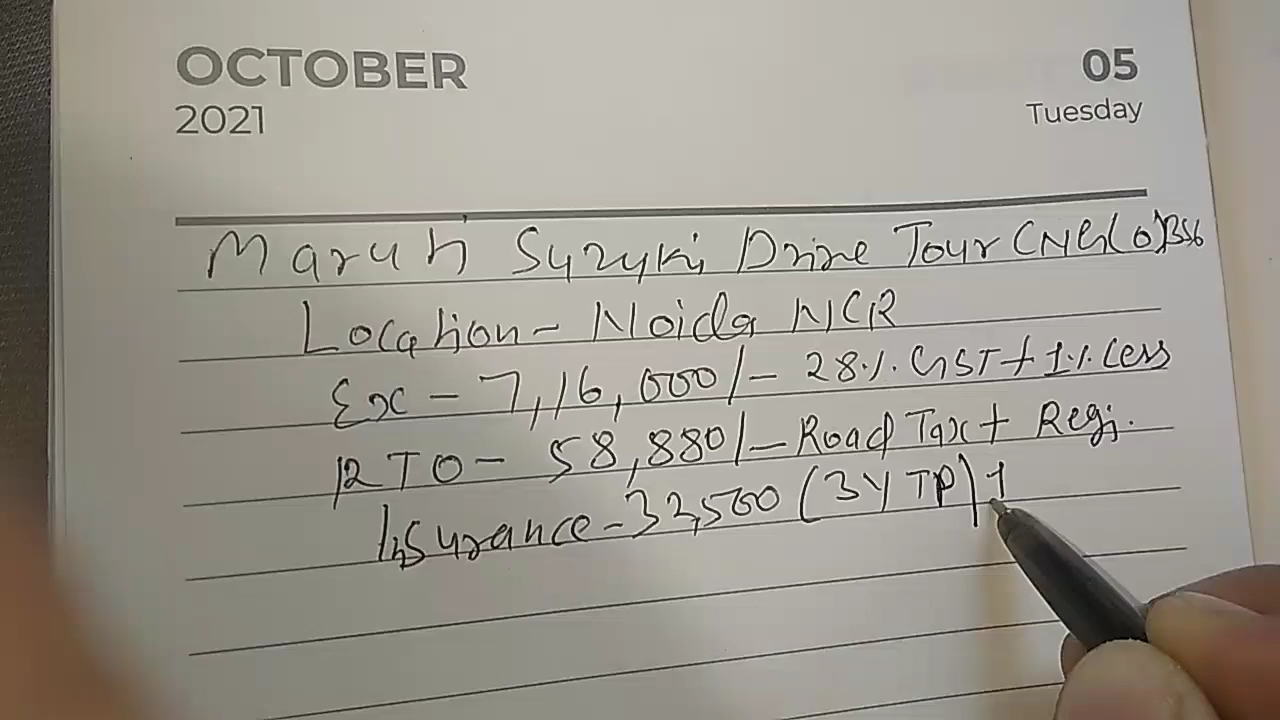 OCTOBER
2021
05
Tuesday
Maruti Suzuki Dzire Tour CNG(O)BS6
Location- Noida NCR
Ex - 7,16,000/- 28.%. GST + 1.%. Cess
RTO - 58,880/- Road Tax + Regi.
Insurance - 32,500 (3Y TP) 1